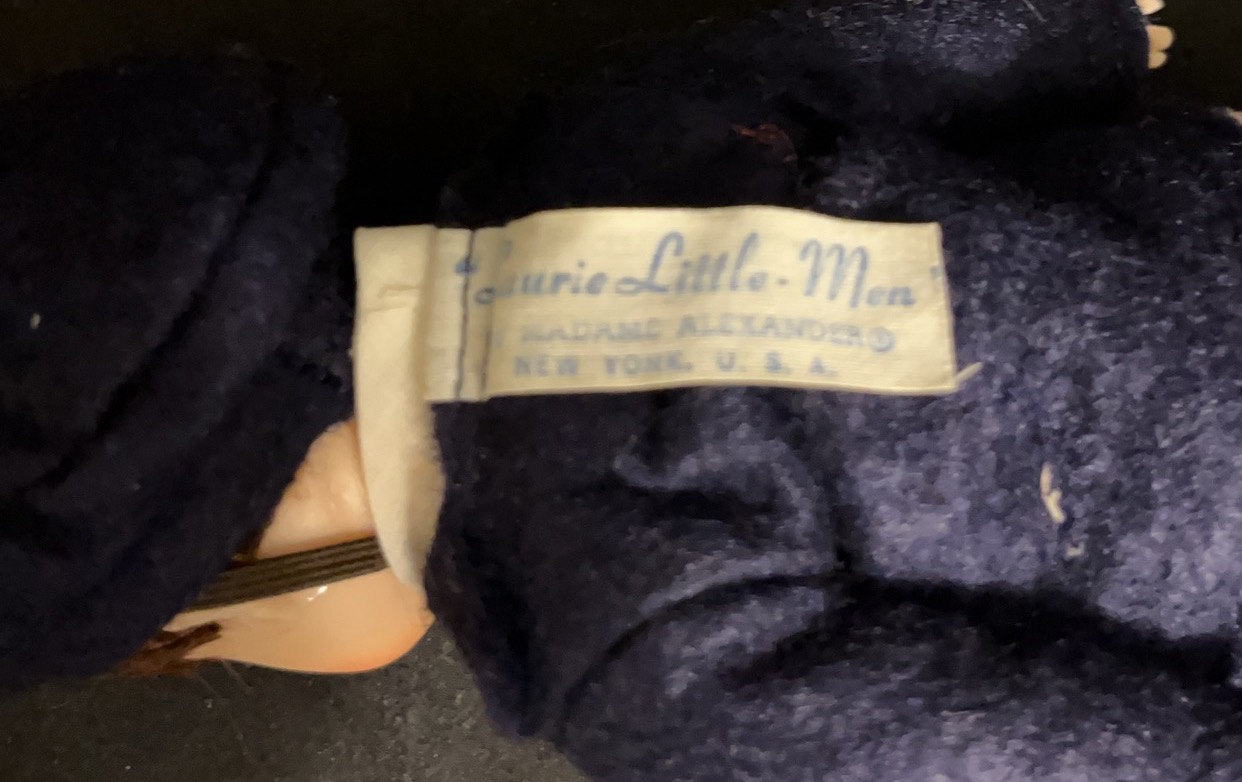 "Laurie Little-Men"
MADAME ALEXANDER®
NEW YORK, U. S. A.